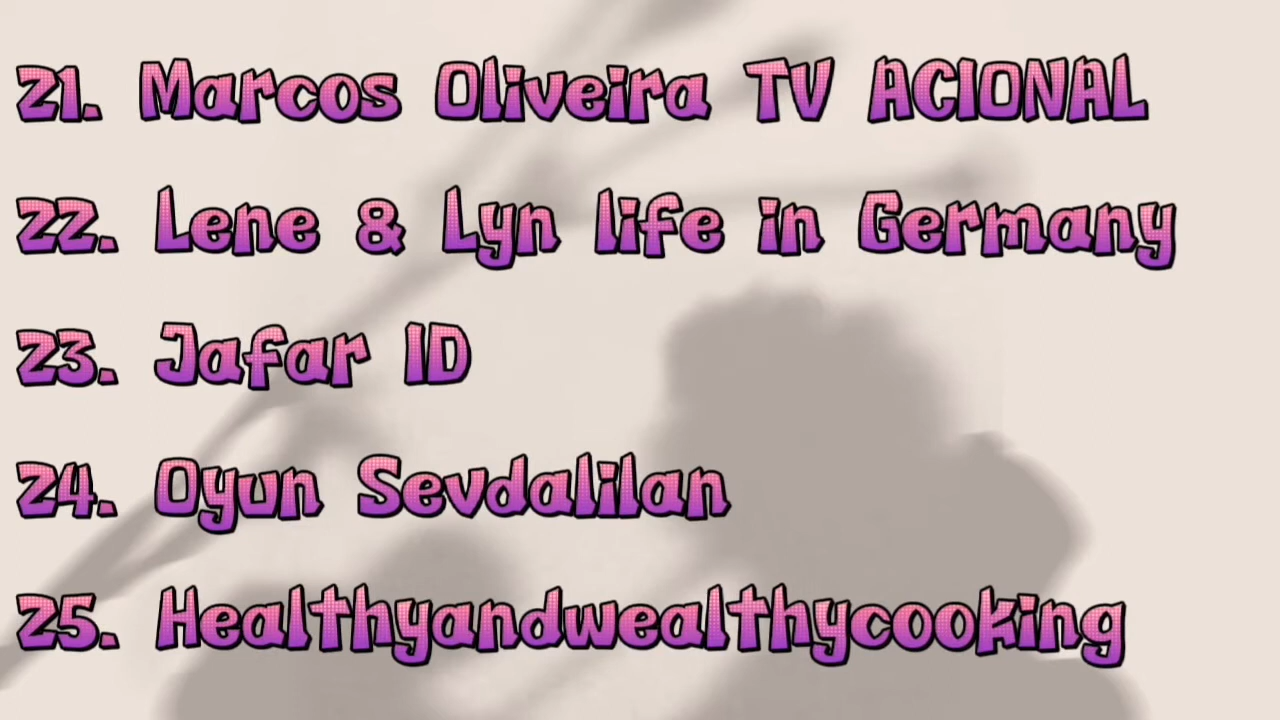 21. Marcos Oliveira TV ACIONAL
22. Lene & Lyn life in Germany
23. Jafar ID
24. Oyun Sevdalilan
25. Healthyandwealthycooking